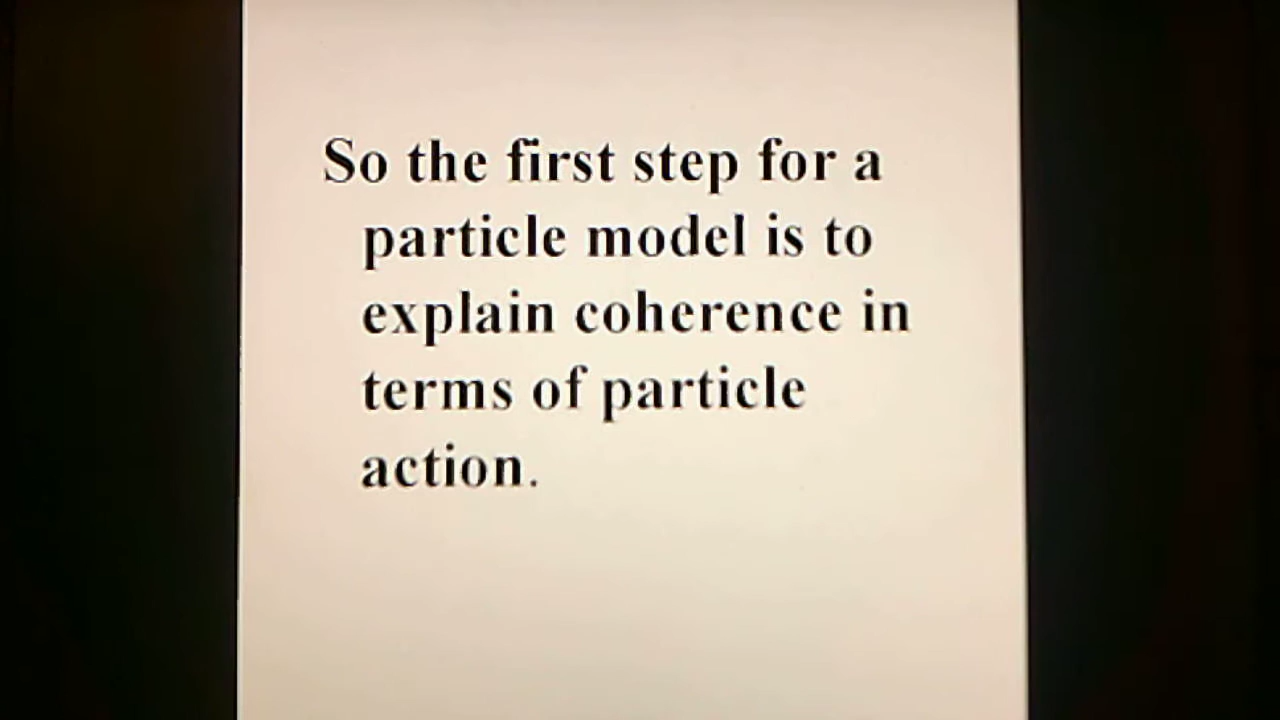 So the first step for a
particle model is to
explain coherence in
terms of particle
action.